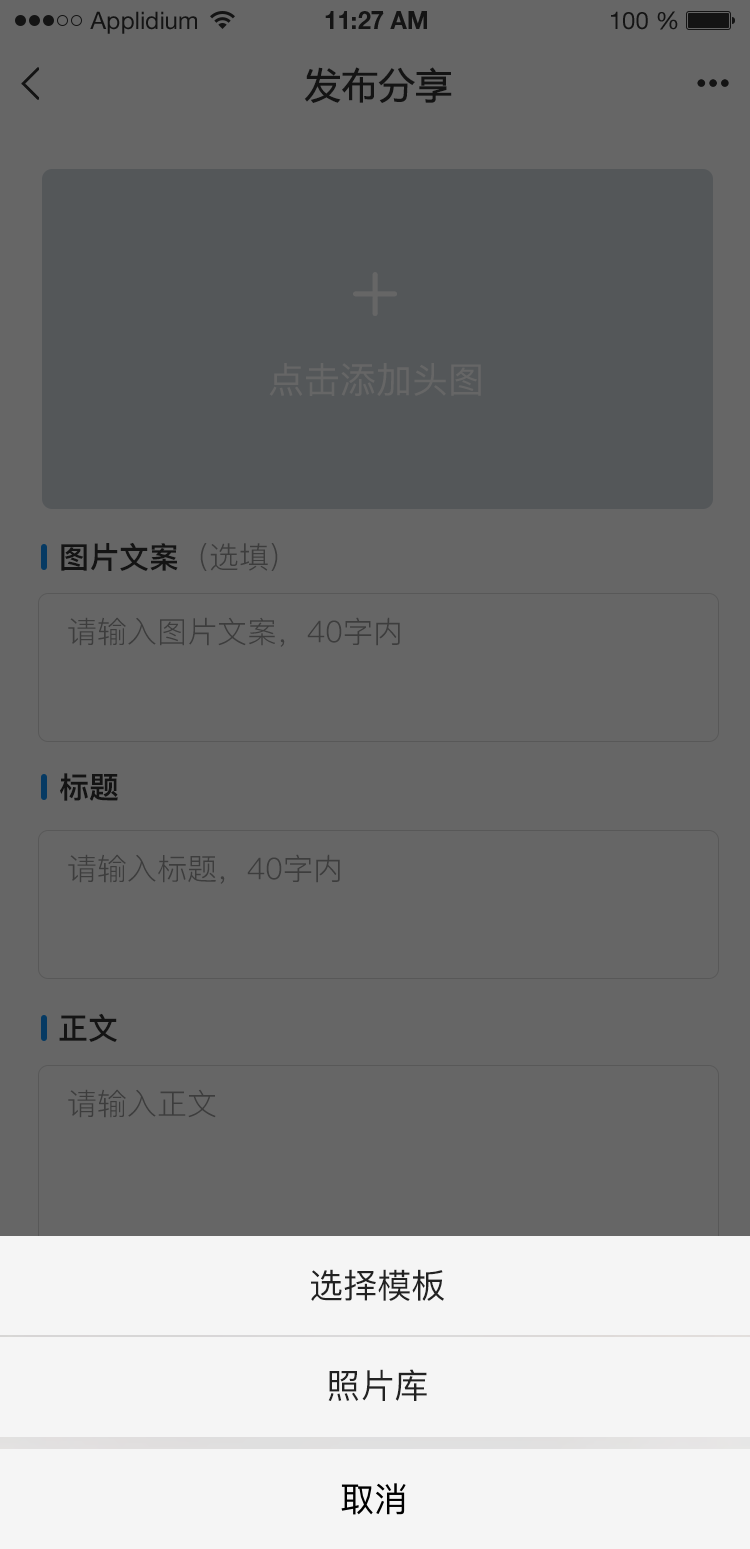 Applidium 11:27 AM 100 %
发布分享
点击添加头图
图片文案（选填）
请输入图片文案，40字内
标题
请输入标题，40字内
正文
请输入正文
选择模板
照片库
取消